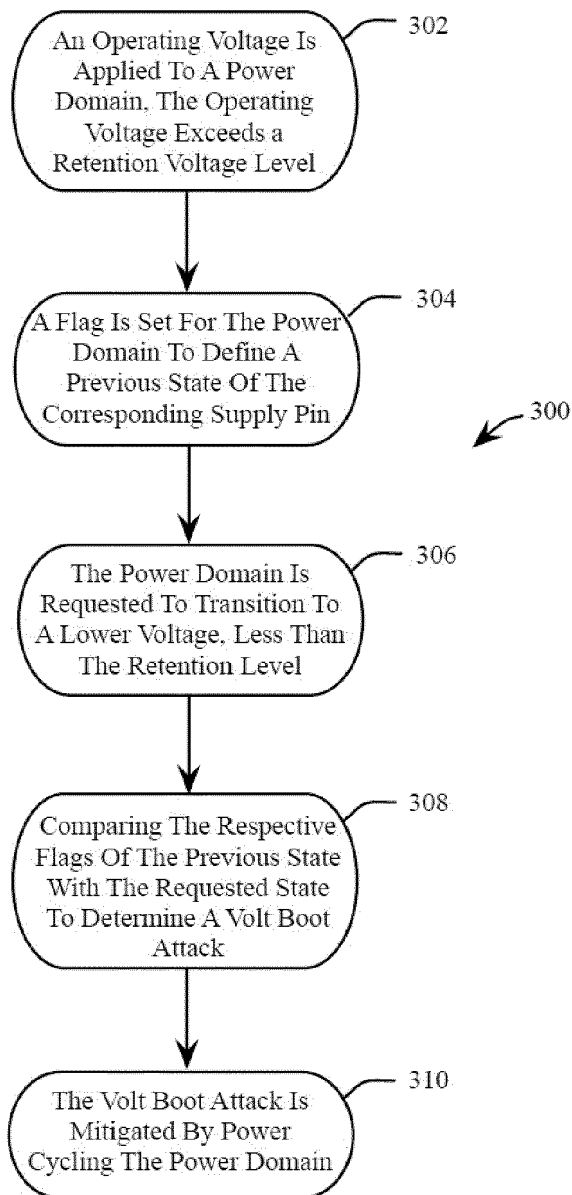 An Operating Voltage Is
Applied To A Power
Domain, The Operating
Voltage Exceeds a
Retention Voltage Level
302
A Flag Is Set For The Power
Domain To Define A
Previous State Of The
Corresponding Supply Pin
304
300
The Power Domain Is
Requested To Transition To
A Lower Voltage, Less Than
The Retention Level
306
Comparing The Respective
Flags Of The Previous State
With The Requested State
To Determine A Volt Boot
Attack
308
The Volt Boot Attack Is
Mitigated By Power
Cycling The Power Domain
310